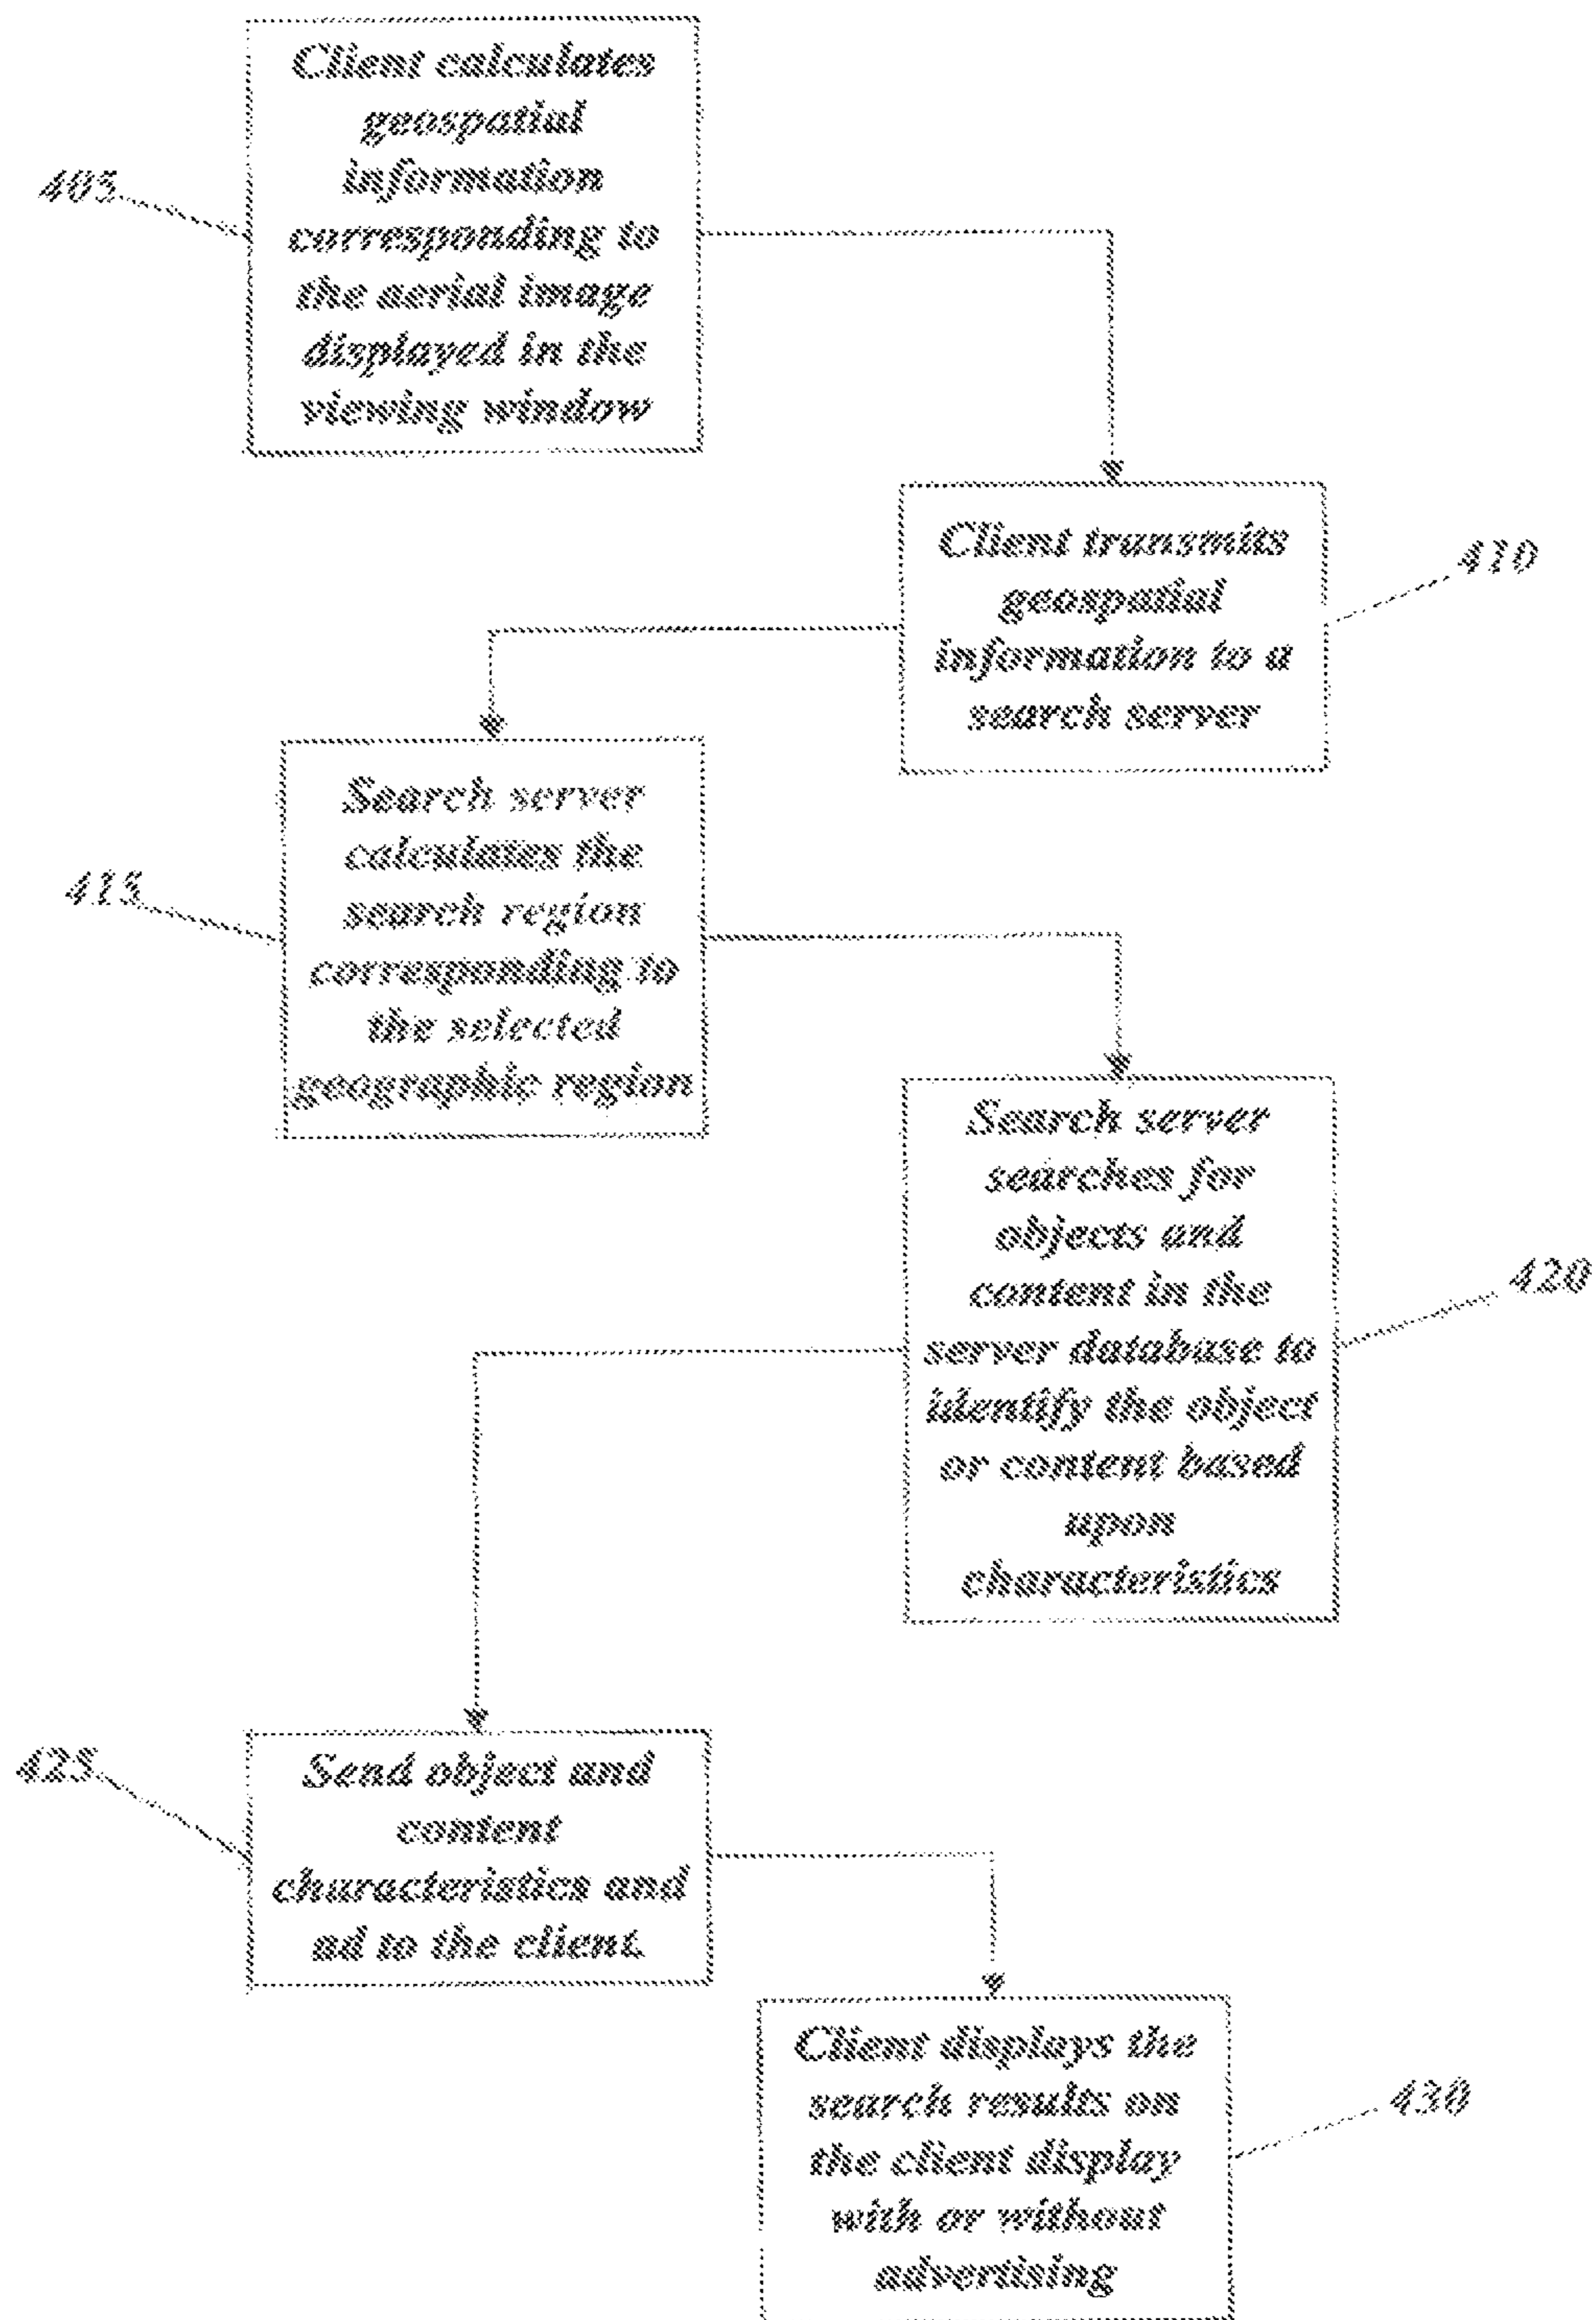 Client calculates
geospatial
information
corresponding to
the aerial image
displayed in the
viewing window
405
Client transmits
geospatial
information to a
search server
410
Search server
calculates the
search region
corresponding to
the selected
geographic region
415
Search server
searches for
objects and
content in the
server database to
identify the object
or content based
upon
characteristics
420
Send object and
content
characteristics and
ad to the client.
425
Client displays the
search results on
the client display
with or without
advertising
430